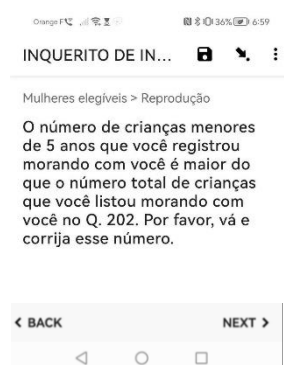 Orange F 36% 6:59
INQUERITO DE IN...
Mulheres elegíveis > Reprodução
O número de crianças menores
de 5 anos que você registrou
morando com você é maior do
que o número total de crianças
que você listou morando com
você no Q. 202. Por favor, vá e
corrija esse número.
< BACK NEXT >